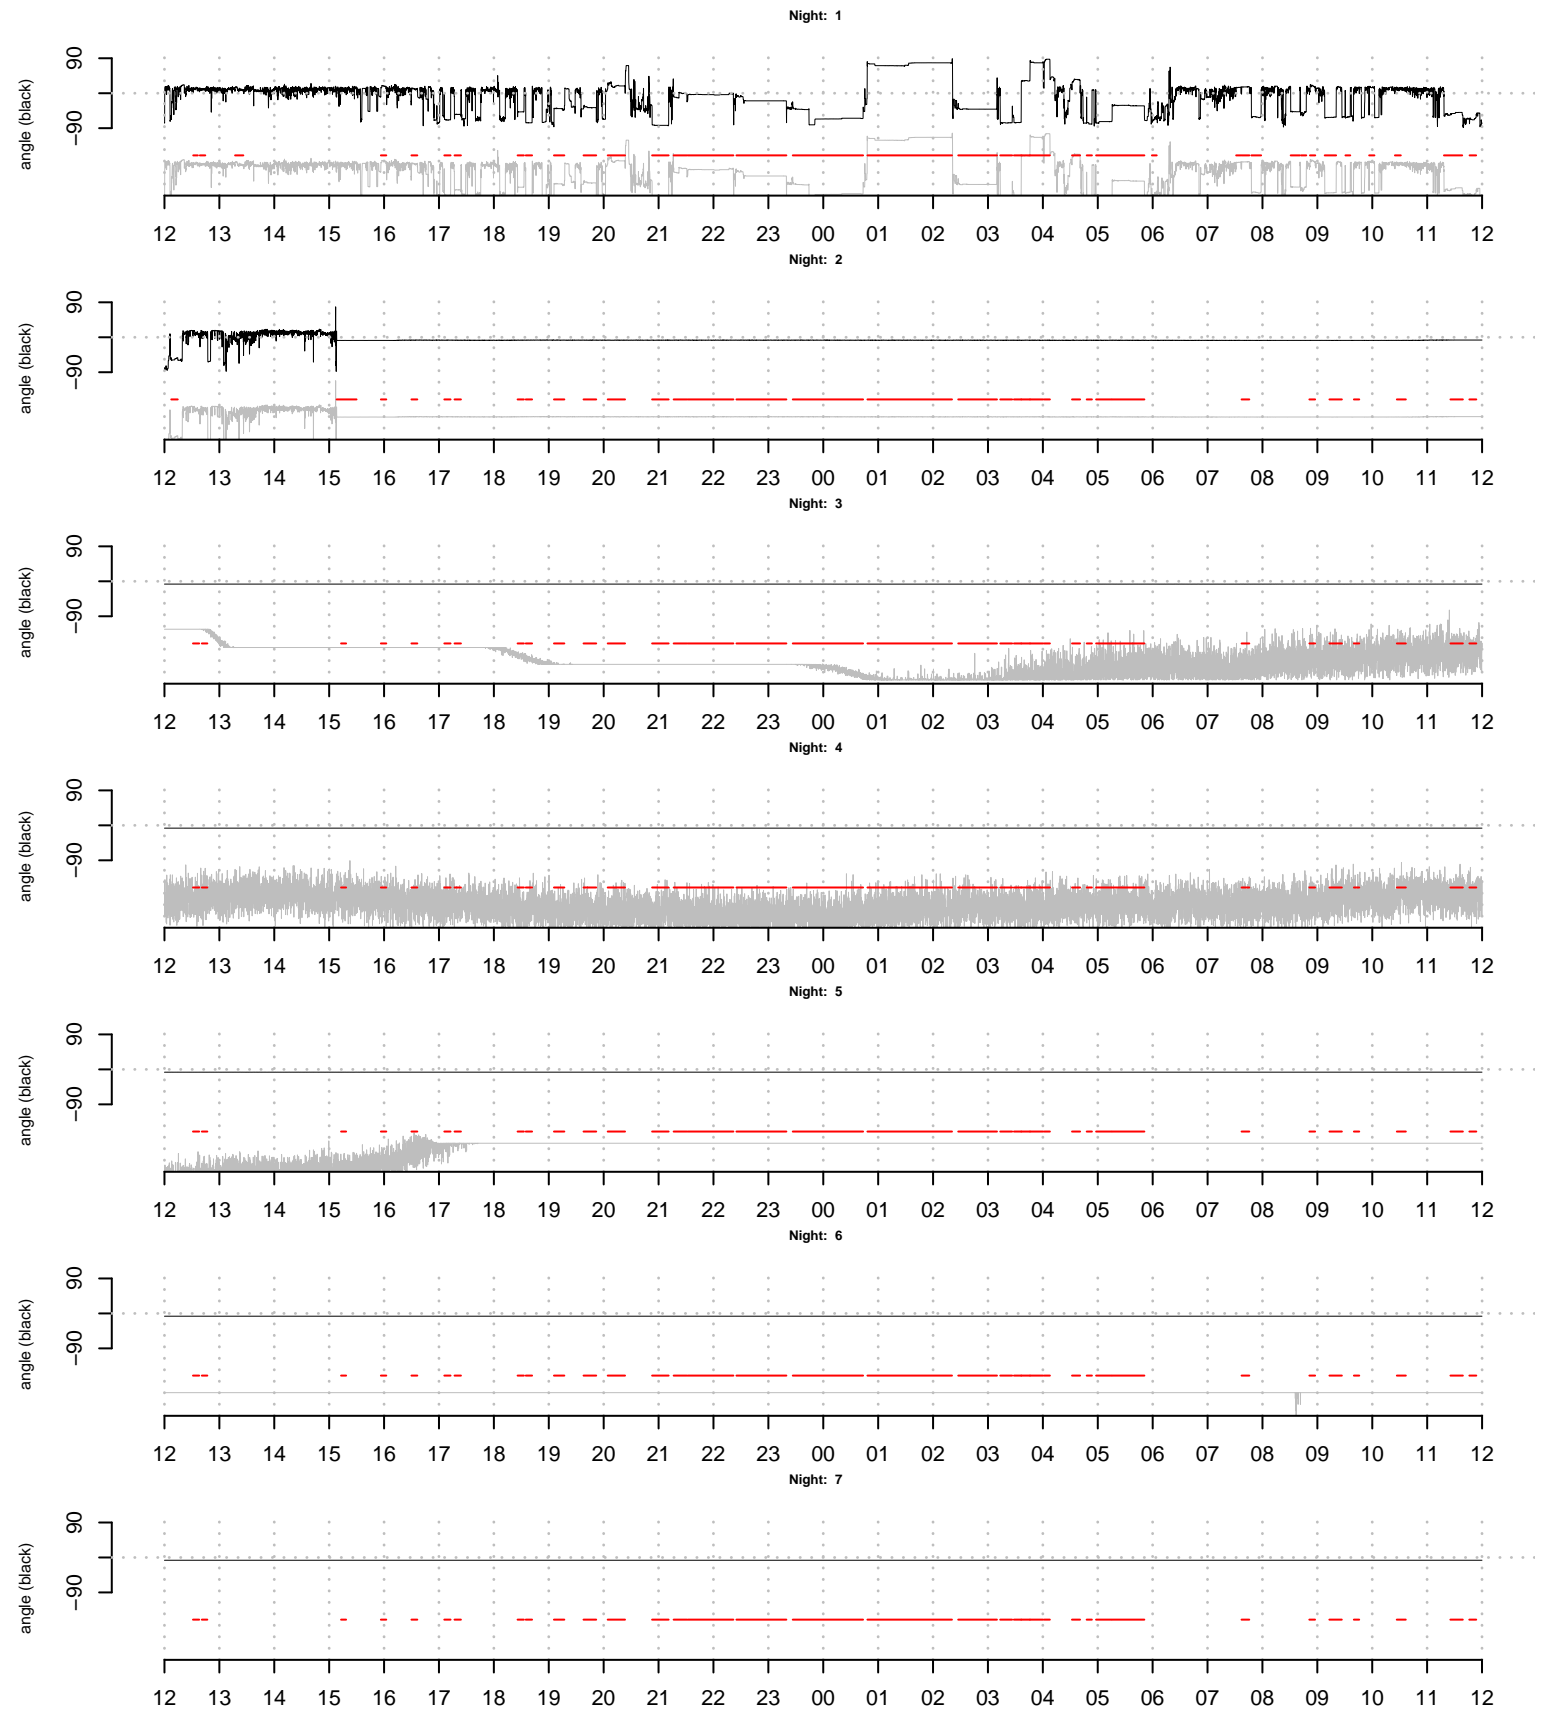 Night: 1
angle (black)
90
−90
12 13 14 15 16 17 18 19 20 21 22 23 00 01 02 03 04 05 06 07 08 09 10 11 12
Night: 2
angle (black)
90
−90
12 13 14 15 16 17 18 19 20 21 22 23 00 01 02 03 04 05 06 07 08 09 10 11 12
Night: 3
angle (black)
90
−90
12 13 14 15 16 17 18 19 20 21 22 23 00 01 02 03 04 05 06 07 08 09 10 11 12
Night: 4
angle (black)
90
−90
12 13 14 15 16 17 18 19 20 21 22 23 00 01 02 03 04 05 06 07 08 09 10 11 12
Night: 5
angle (black)
90
−90
12 13 14 15 16 17 18 19 20 21 22 23 00 01 02 03 04 05 06 07 08 09 10 11 12
Night: 6
angle (black)
90
−90
12 13 14 15 16 17 18 19 20 21 22 23 00 01 02 03 04 05 06 07 08 09 10 11 12
Night: 7
angle (black)
90
−90
12 13 14 15 16 17 18 19 20 21 22 23 00 01 02 03 04 05 06 07 08 09 10 11 12